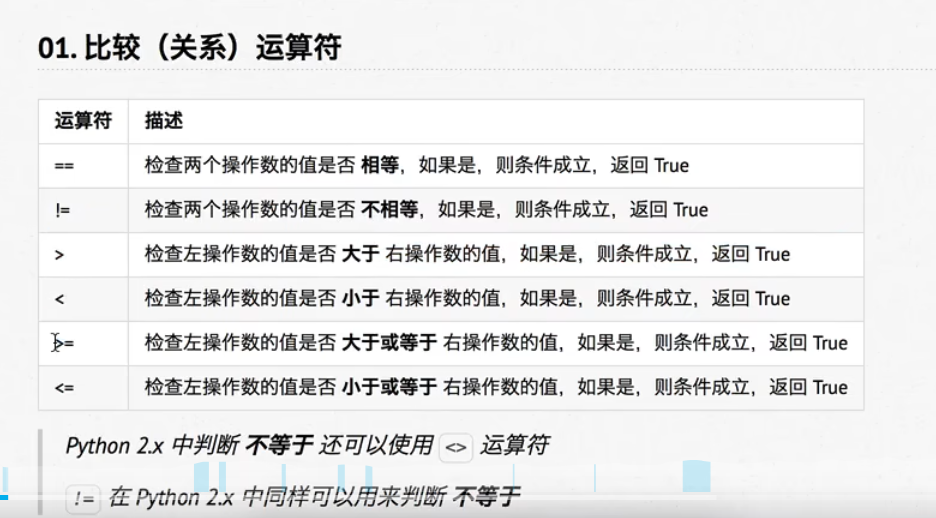 01. 比较（关系）运算符
运算符 描述
== 检查两个操作数的值是否 相等，如果是，则条件成立，返回 True
!= 检查两个操作数的值是否 不相等，如果是，则条件成立，返回 True
> 检查左操作数的值是否 大于 右操作数的值，如果是，则条件成立，返回 True
< 检查左操作数的值是否 小于 右操作数的值，如果是，则条件成立，返回 True
>= 检查左操作数的值是否 大于或等于 右操作数的值，如果是，则条件成立，返回 True
<= 检查左操作数的值是否 小于或等于 右操作数的值，如果是，则条件成立，返回 True
Python 2.x 中判断 不等于 还可以使用 <> 运算符
!= 在 Python 2.x 中同样可以用来判断 不等于